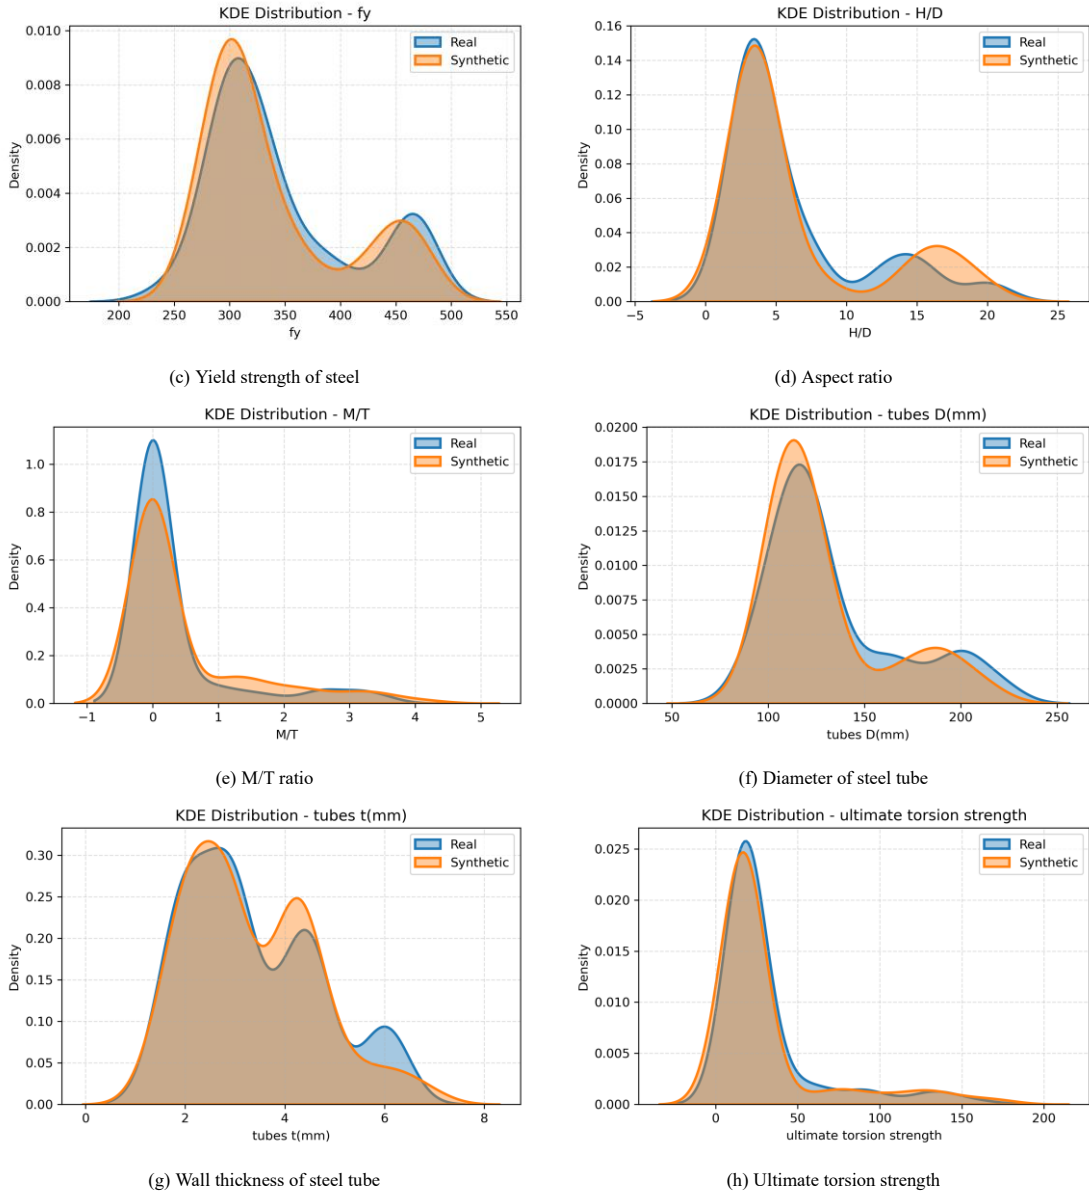 KDE Distribution - fy
Real
Synthetic
0.010
0.008
0.006
0.004
0.002
0.000
Density
200 250 300 350 400 450 500 550
fy
(c) Yield strength of steel
KDE Distribution - H/D
Real
Synthetic
0.16
0.14
0.12
0.10
0.08
0.06
0.04
0.02
0.00
Density
−5 0 5 10 15 20 25
H/D
(d) Aspect ratio
KDE Distribution - M/T
Real
Synthetic
1.0
0.8
0.6
0.4
0.2
0.0
Density
−1 0 1 2 3 4 5
M/T
(e) M/T ratio
KDE Distribution - tubes D(mm)
Real
Synthetic
0.0200
0.0175
0.0150
0.0125
0.0100
0.0075
0.0050
0.0025
0.0000
Density
50 100 150 200 250
tubes D(mm)
(f) Diameter of steel tube
KDE Distribution - tubes t(mm)
Real
Synthetic
0.30
0.25
0.20
0.15
0.10
0.05
0.00
Density
0 2 4 6 8
tubes t(mm)
(g) Wall thickness of steel tube
KDE Distribution - ultimate torsion strength
Real
Synthetic
0.025
0.020
0.015
0.010
0.005
0.000
Density
0 50 100 150 200
ultimate torsion strength
(h) Ultimate torsion strength